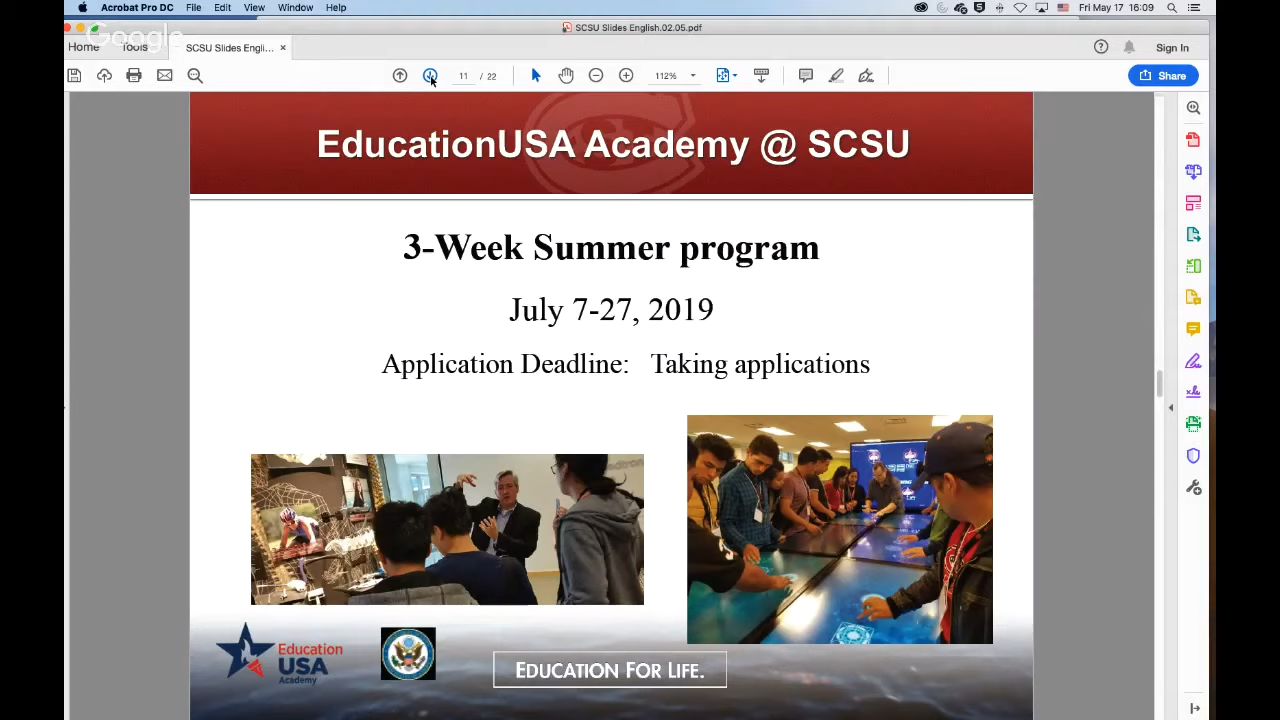 Acrobat Pro DC File Edit View Window Help
Fri May 17 16:09
SCSU Slides English.02.05.pdf
Google
Home Tools SCSU Slides Engli... ×
Sign In
11 / 22
112%
Share
EducationUSA Academy @ SCSU
3-Week Summer program
July 7-27, 2019
Application Deadline: Taking applications
Education
USA
Academy
EDUCATION FOR LIFE.